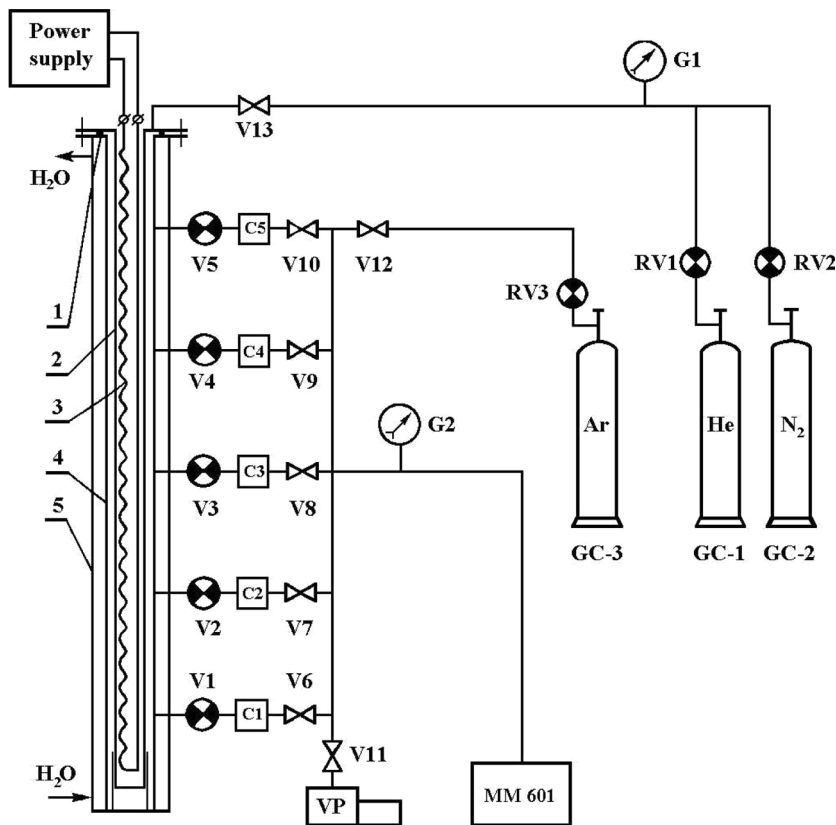 Power
supply
G1
V13
H₂O
C5
V5
V10
V12
RV3
RV1
RV2
1
2
3
4
5
C4
V4
V9
G2
Ar
He
N₂
C3
V3
V8
GC-3
GC-1
GC-2
C2
V2
V7
V1
V6
C1
V11
H₂O
VP
MM 601